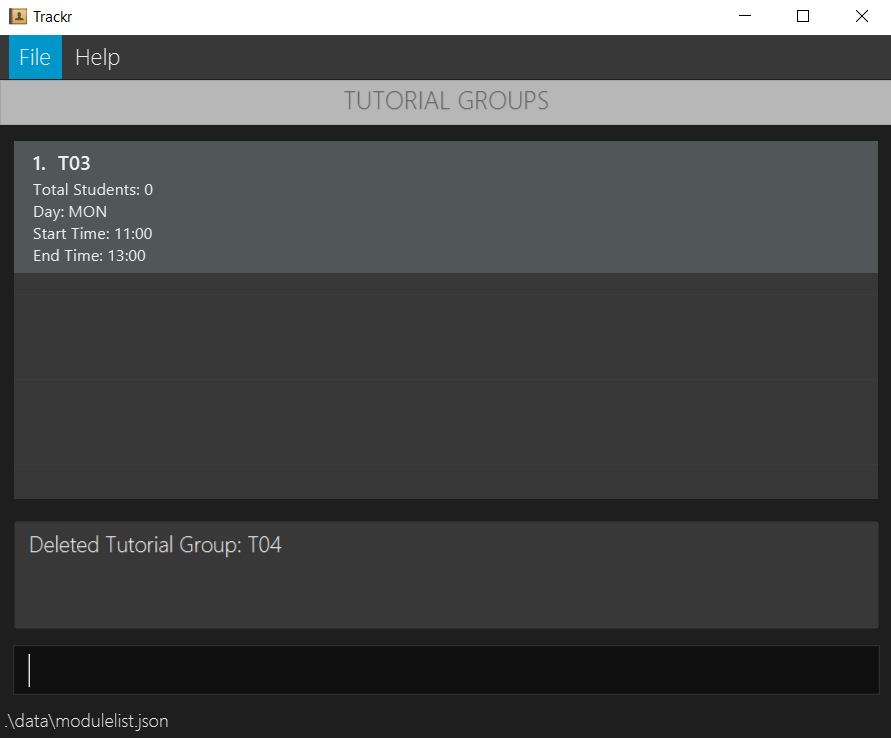 Trackr
File Help
TUTORIAL GROUPS
1. T03
Total Students: 0
Day: MON
Start Time: 11:00
End Time: 13:00
Deleted Tutorial Group: T04
.\data\modulelist.json